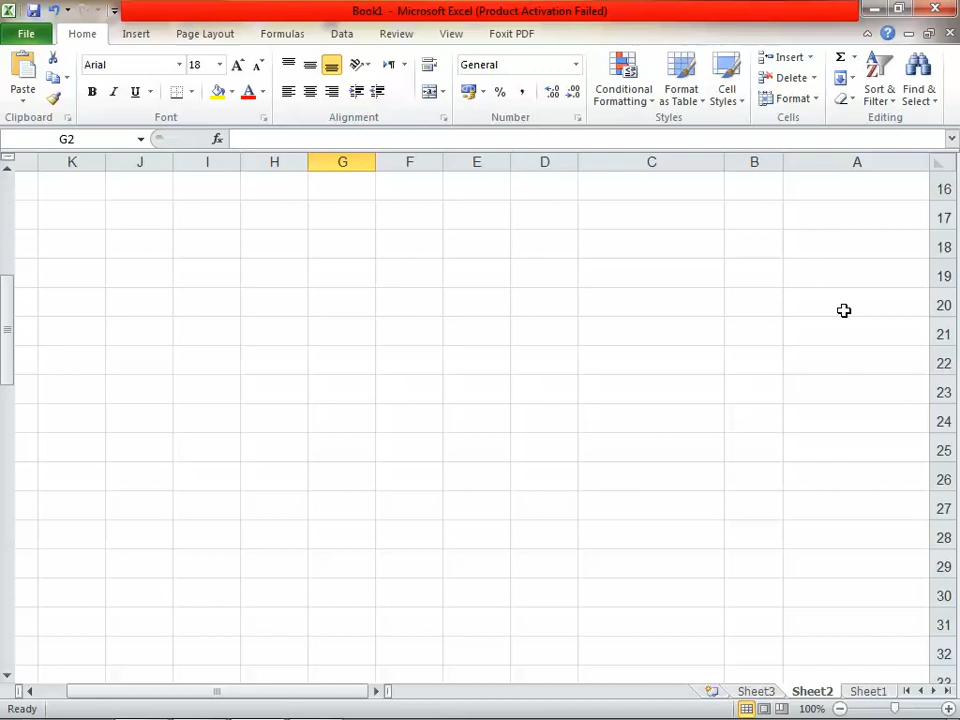 Book1 - Microsoft Excel (Product Activation Failed)
File Home Insert Page Layout Formulas Data Review View Foxit PDF
Paste
Arial 18
B I U A
General
% ,
Conditional Formatting
Format as Table
Cell Styles
Insert
Delete
Format
Σ
Sort & Filter
Find & Select
Clipboard Font Alignment Number Styles Cells Editing
G2 fx
K J I H G F E D C B A
16
17
18
19
20
21
22
23
24
25
26
27
28
29
30
31
32
Sheet3 Sheet2 Sheet1
Ready 100%